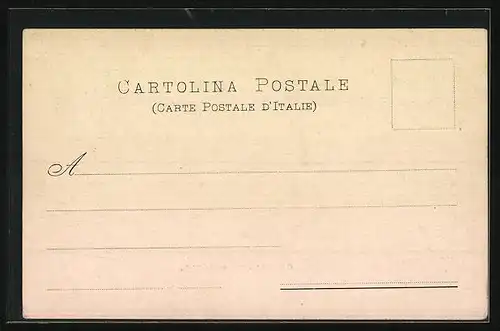 CARTOLINA POSTALE
(CARTE POSTALE D'ITALIE)
A